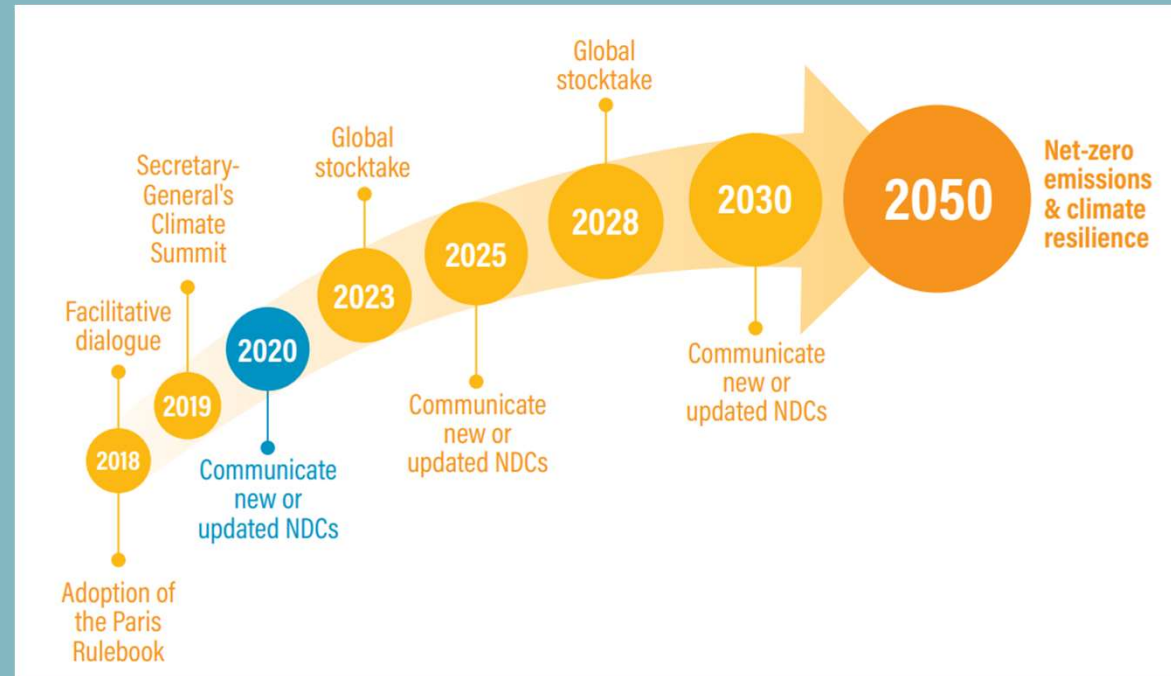 Facilitative
dialogue
2018
Adoption of
the Paris
Rulebook
Secretary-
General's
Climate
Summit
2019
2020
Communicate
new or
updated NDCs
Global
stocktake
2023
2025
Communicate
new or
updated NDCs
Global
stocktake
2028
2030
Communicate
new or
updated NDCs
2050
Net-zero
emissions
& climate
resilience